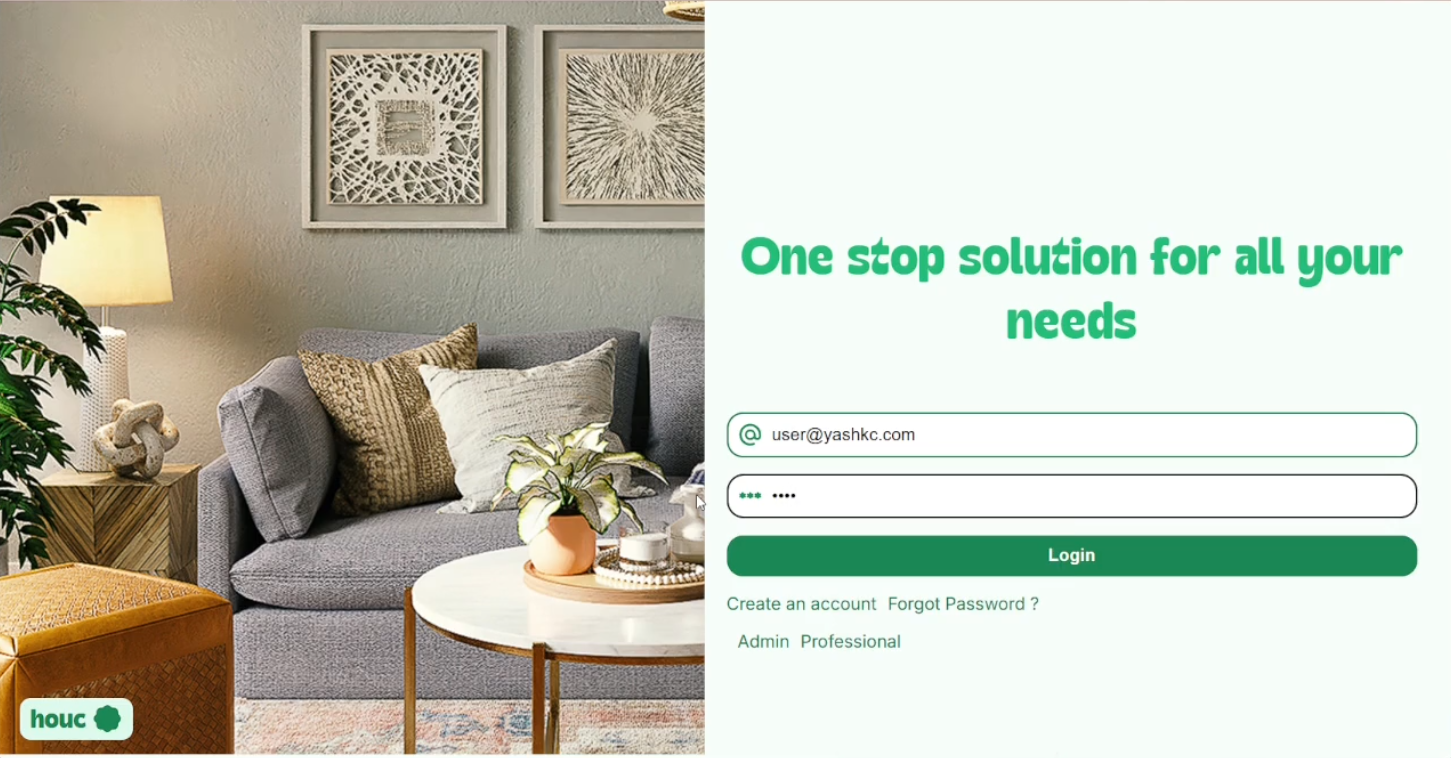 One stop solution for all your
needs
@ user@yashkc.com
*** ••••
Login
Create an account Forgot Password ?
Admin Professional
houc